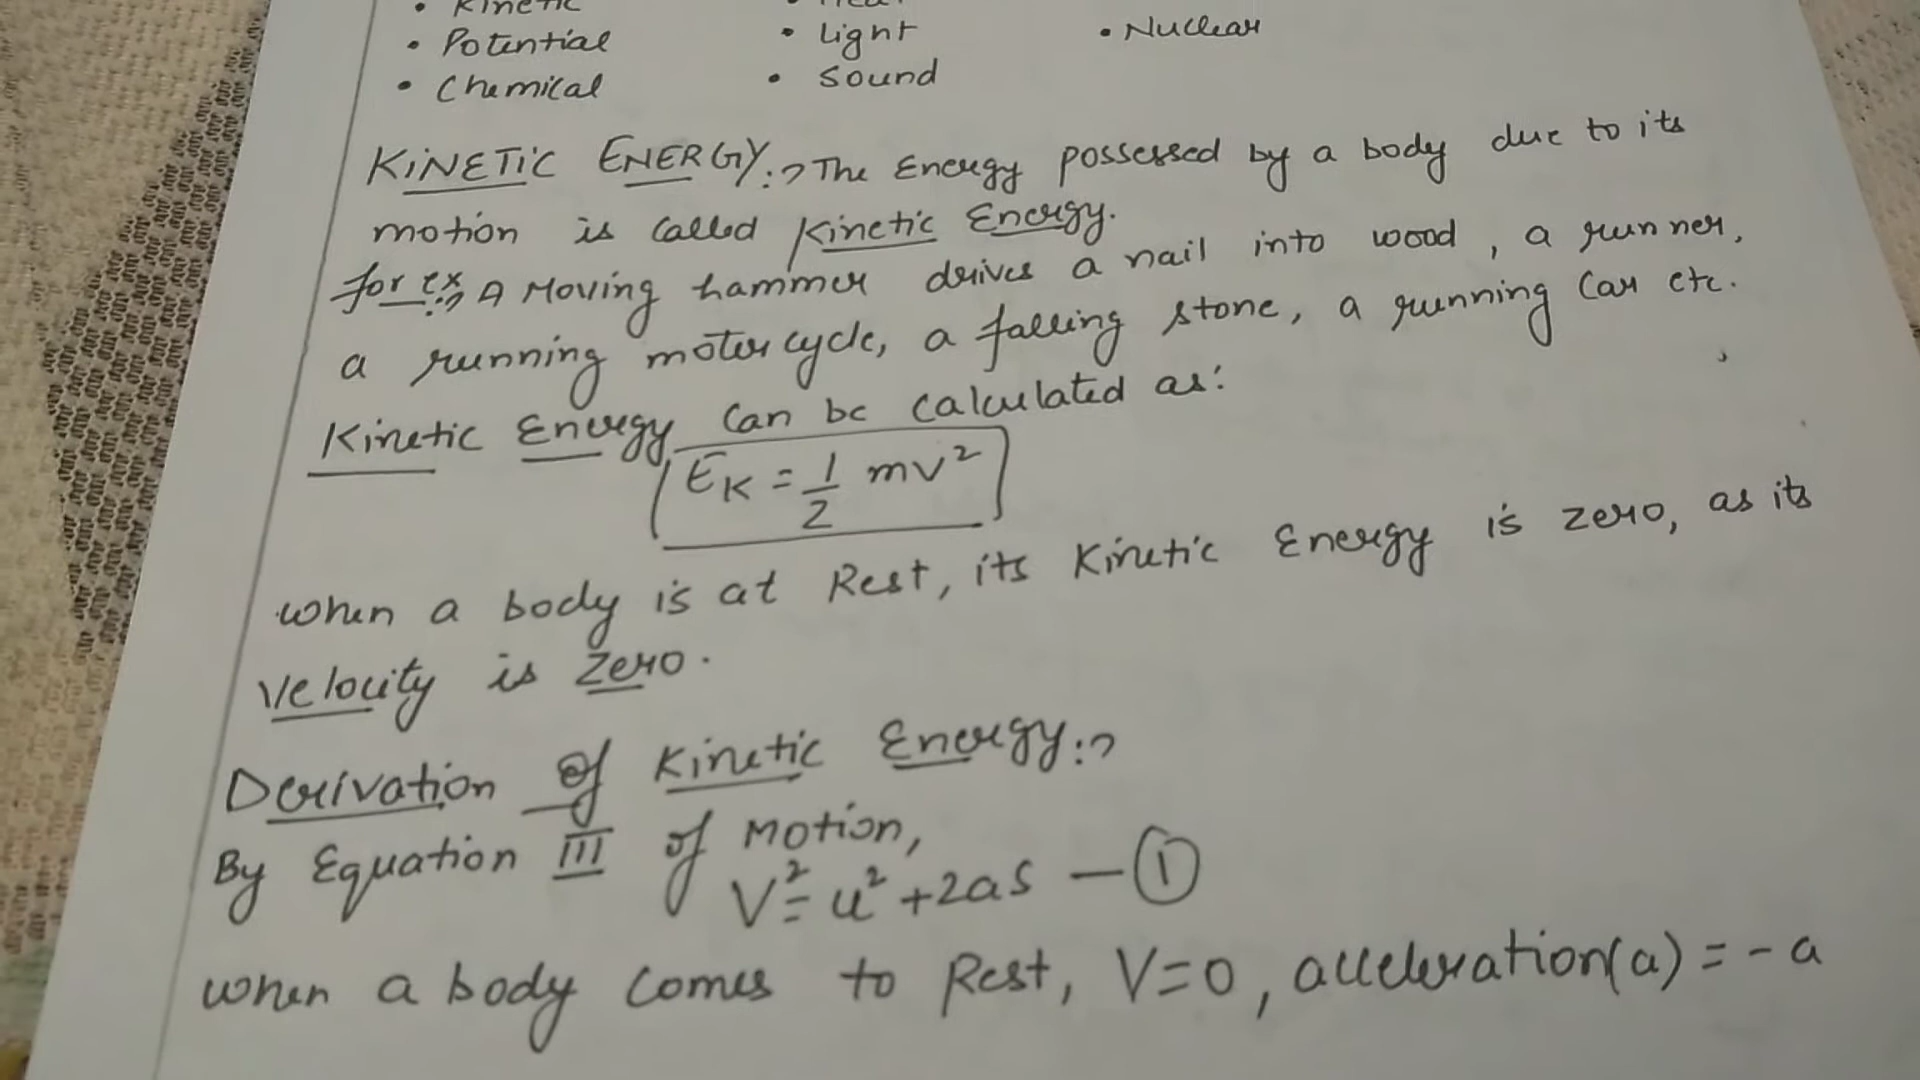 • Kinetic • Heat
• Potential • Light • Nuclear
• Chemical • Sound
KINETIC ENERGY:→ The Energy possessed by a body due to its
motion is called Kinetic Energy.
for ex:→ A Moving hammer drives a nail into wood, a runner,
a running motorcycle, a falling stone, a running Car etc.
Kinetic Energy Can be calculated as:
EK = 1/2 mv²
when a body is at Rest, its Kinetic Energy is zero, as its
Velocity is Zero.
Derivation of Kinetic Energy:→
By Equation III of Motion,
V² = u² + 2as — ①
when a body comes to Rest, V=0, acceleration(a) = -a